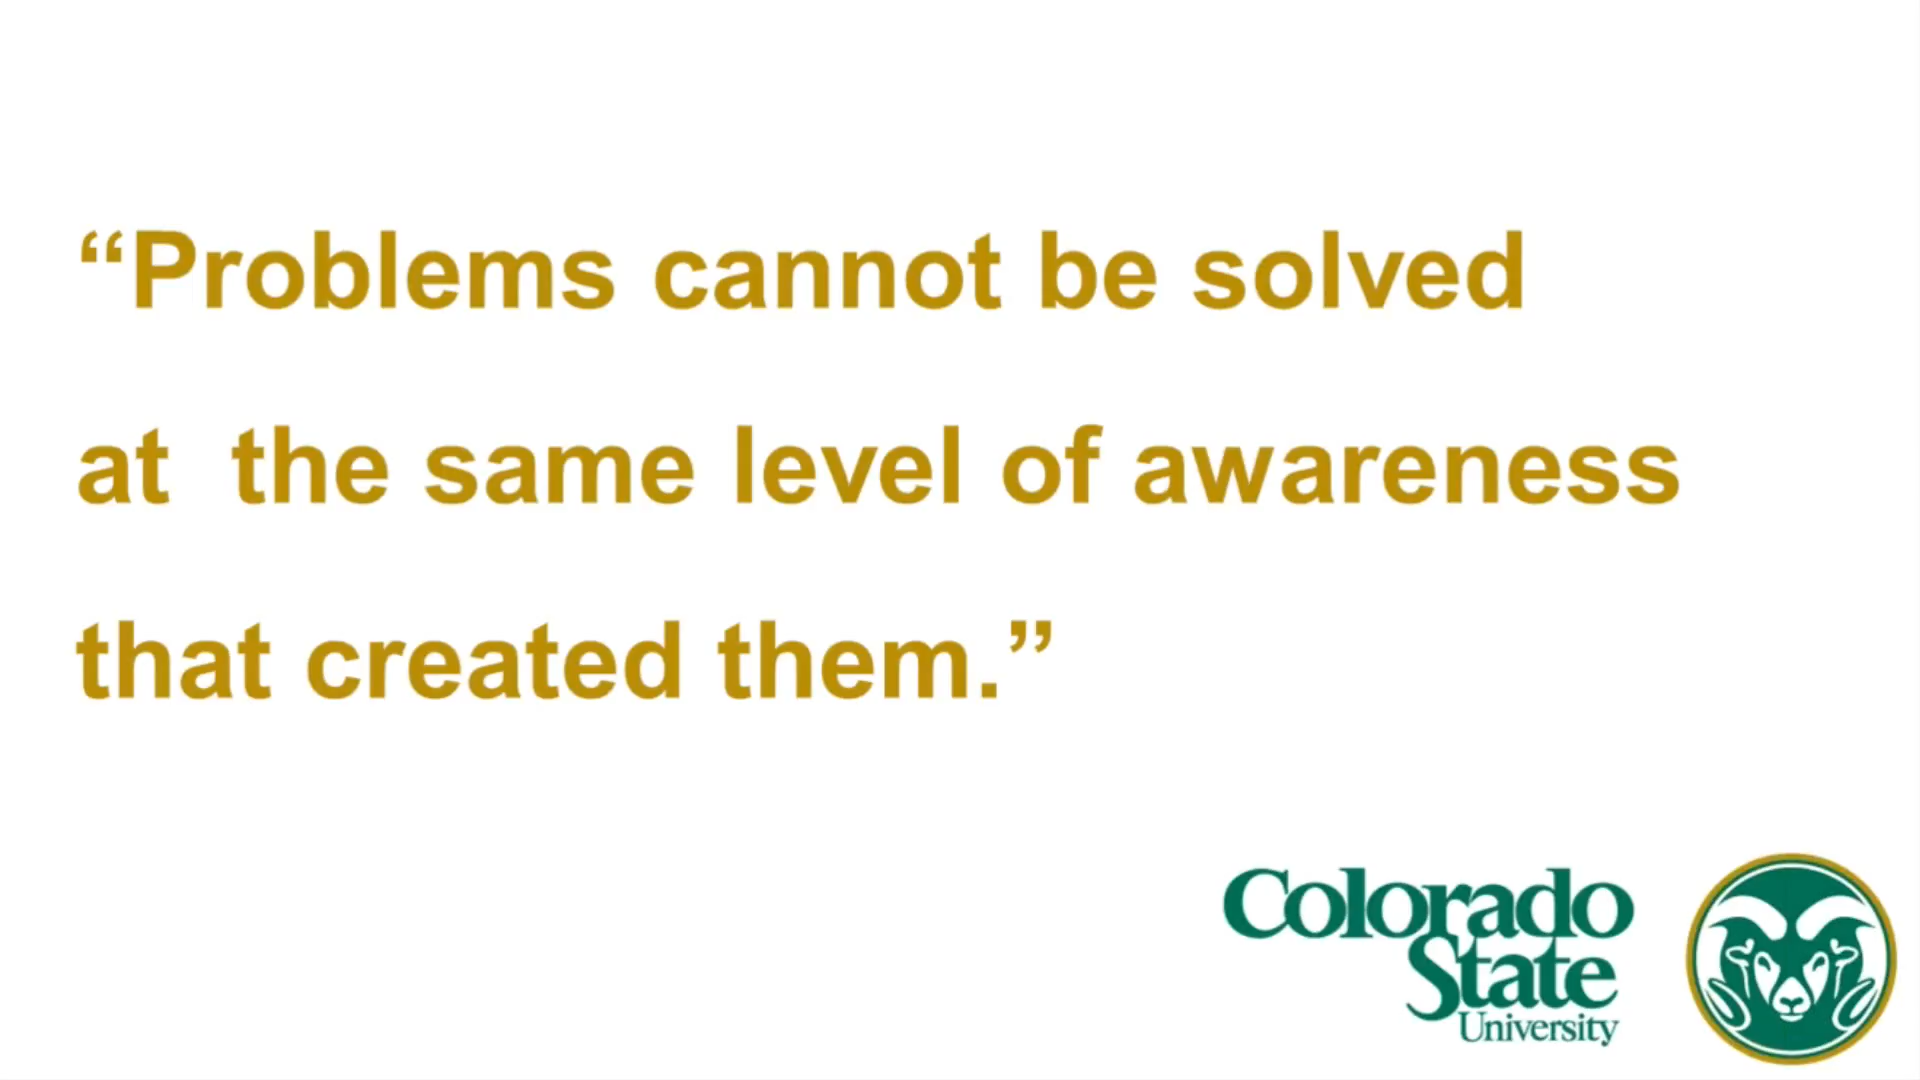 “Problems cannot be solved
at  the same level of awareness
that created them.”
Colorado
State
University